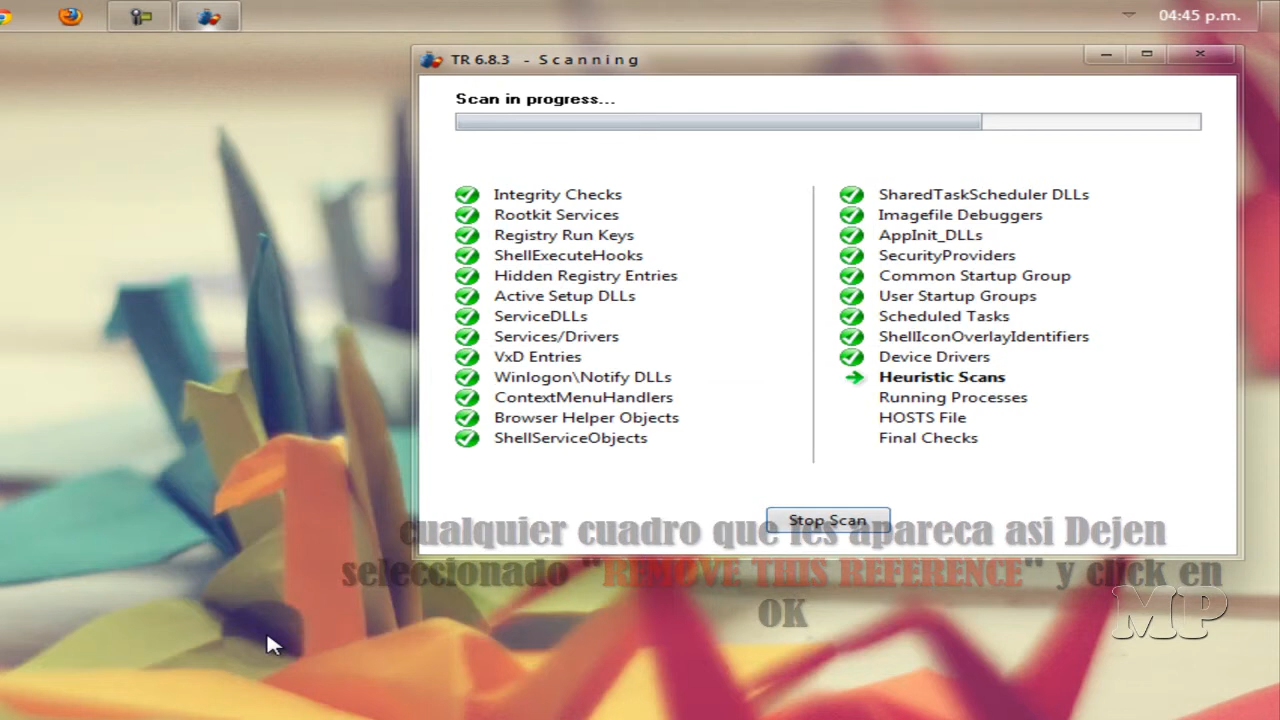 04:45 p.m.
TR 6.8.3 - Scanning
Scan in progress...
Integrity Checks
Rootkit Services
Registry Run Keys
ShellExecuteHooks
Hidden Registry Entries
Active Setup DLLs
ServiceDLLs
Services/Drivers
VxD Entries
Winlogon\Notify DLLs
ContextMenuHandlers
Browser Helper Objects
ShellServiceObjects
SharedTaskScheduler DLLs
Imagefile Debuggers
AppInit_DLLs
SecurityProviders
Common Startup Group
User Startup Groups
Scheduled Tasks
ShellIconOverlayIdentifiers
Device Drivers
Heuristic Scans
Running Processes
HOSTS File
Final Checks
Stop Scan
cualquier cuadro que les apareca asi Dejen
seleccionado "REMOVE THIS REFERENCE" y click en
OK
MP